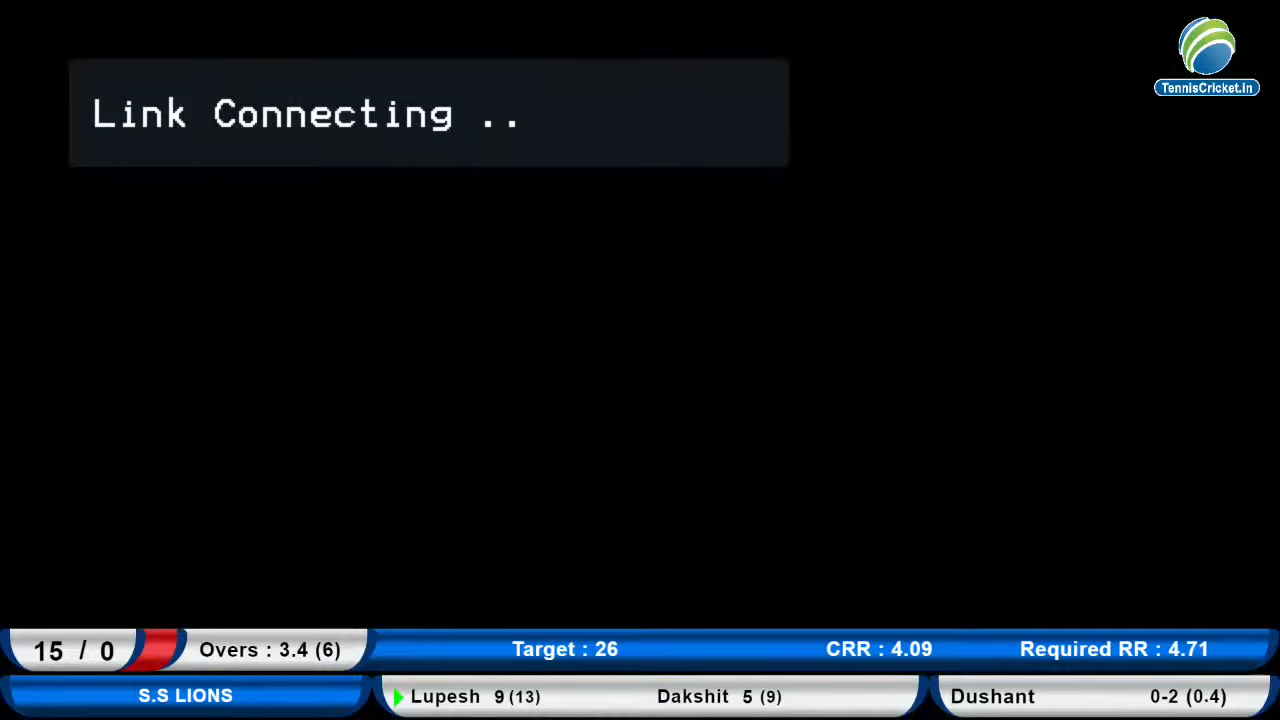 TennisCricket.in
Link Connecting ..
15 / 0
Overs : 3.4 (6)
Target : 26
CRR : 4.09
Required RR : 4.71
S.S LIONS
Lupesh 9 (13)
Dakshit 5 (9)
Dushant
0-2 (0.4)